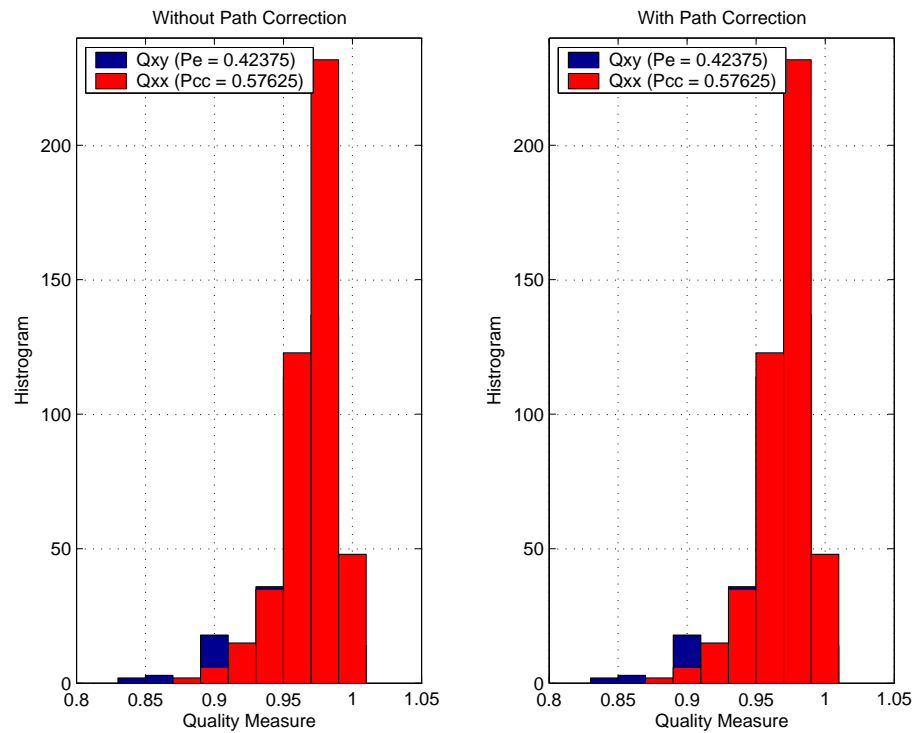 Without Path Correction
Qxy (Pe = 0.42375)
Qxx (Pcc = 0.57625)
200
150
100
50
0
Histrogram
0.8
0.85
0.9
0.95
1
1.05
Quality Measure
With Path Correction
Qxy (Pe = 0.42375)
Qxx (Pcc = 0.57625)
200
150
100
50
0
Histrogram
0.8
0.85
0.9
0.95
1
1.05
Quality Measure